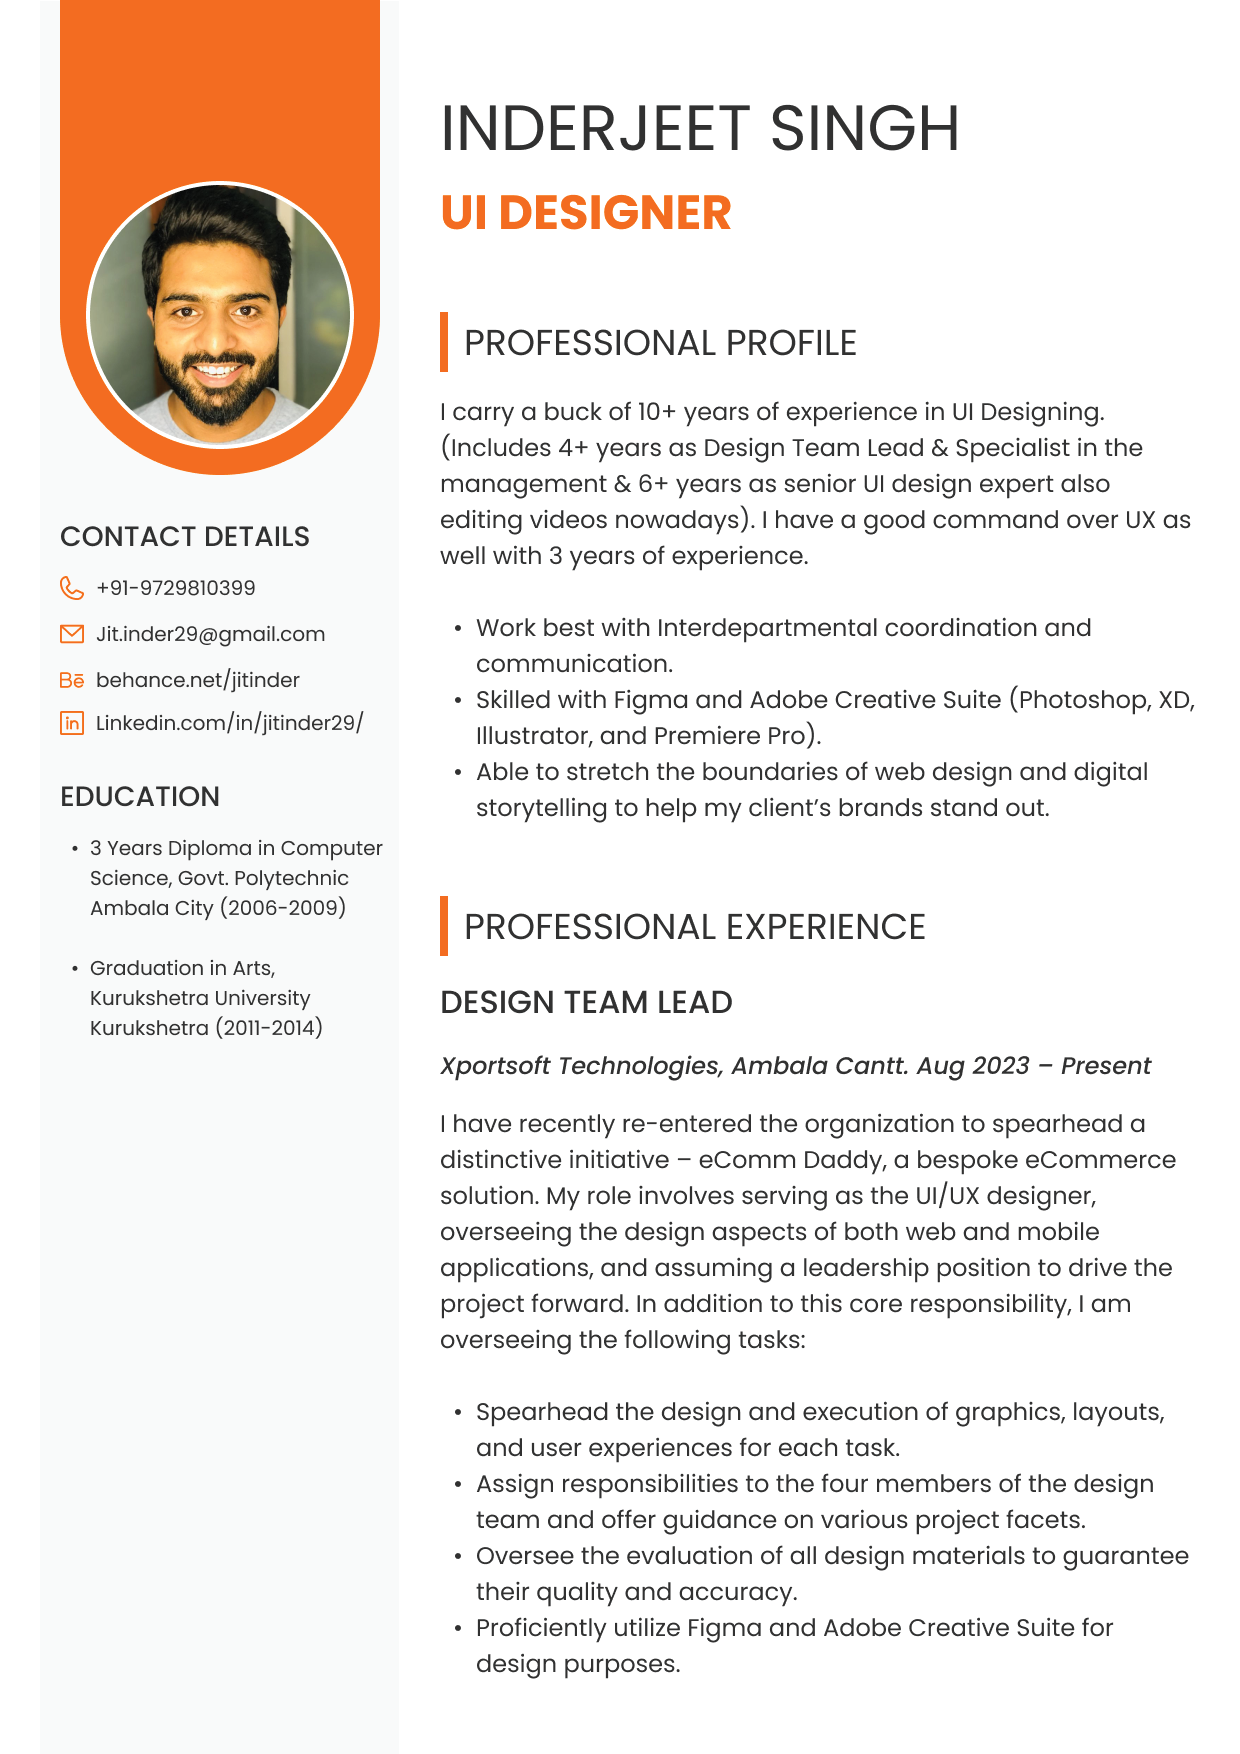 INDERJEET SINGH
UI DESIGNER
CONTACT DETAILS
+91-9729810399
Jit.inder29@gmail.com
behance.net/jitinder
Linkedin.com/in/jitinder29/
EDUCATION
• 3 Years Diploma in Computer
Science, Govt. Polytechnic
Ambala City (2006-2009)
• Graduation in Arts,
Kurukshetra University
Kurukshetra (2011-2014)
PROFESSIONAL PROFILE
I carry a buck of 10+ years of experience in UI Designing.
(Includes 4+ years as Design Team Lead & Specialist in the
management & 6+ years as senior UI design expert also
editing videos nowadays). I have a good command over UX as
well with 3 years of experience.
• Work best with Interdepartmental coordination and
communication.
• Skilled with Figma and Adobe Creative Suite (Photoshop, XD,
Illustrator, and Premiere Pro).
• Able to stretch the boundaries of web design and digital
storytelling to help my client’s brands stand out.
PROFESSIONAL EXPERIENCE
DESIGN TEAM LEAD
Xportsoft Technologies, Ambala Cantt. Aug 2023 – Present
I have recently re-entered the organization to spearhead a
distinctive initiative – eComm Daddy, a bespoke eCommerce
solution. My role involves serving as the UI/UX designer,
overseeing the design aspects of both web and mobile
applications, and assuming a leadership position to drive the
project forward. In addition to this core responsibility, I am
overseeing the following tasks:
• Spearhead the design and execution of graphics, layouts,
and user experiences for each task.
• Assign responsibilities to the four members of the design
team and offer guidance on various project facets.
• Oversee the evaluation of all design materials to guarantee
their quality and accuracy.
• Proficiently utilize Figma and Adobe Creative Suite for
design purposes.